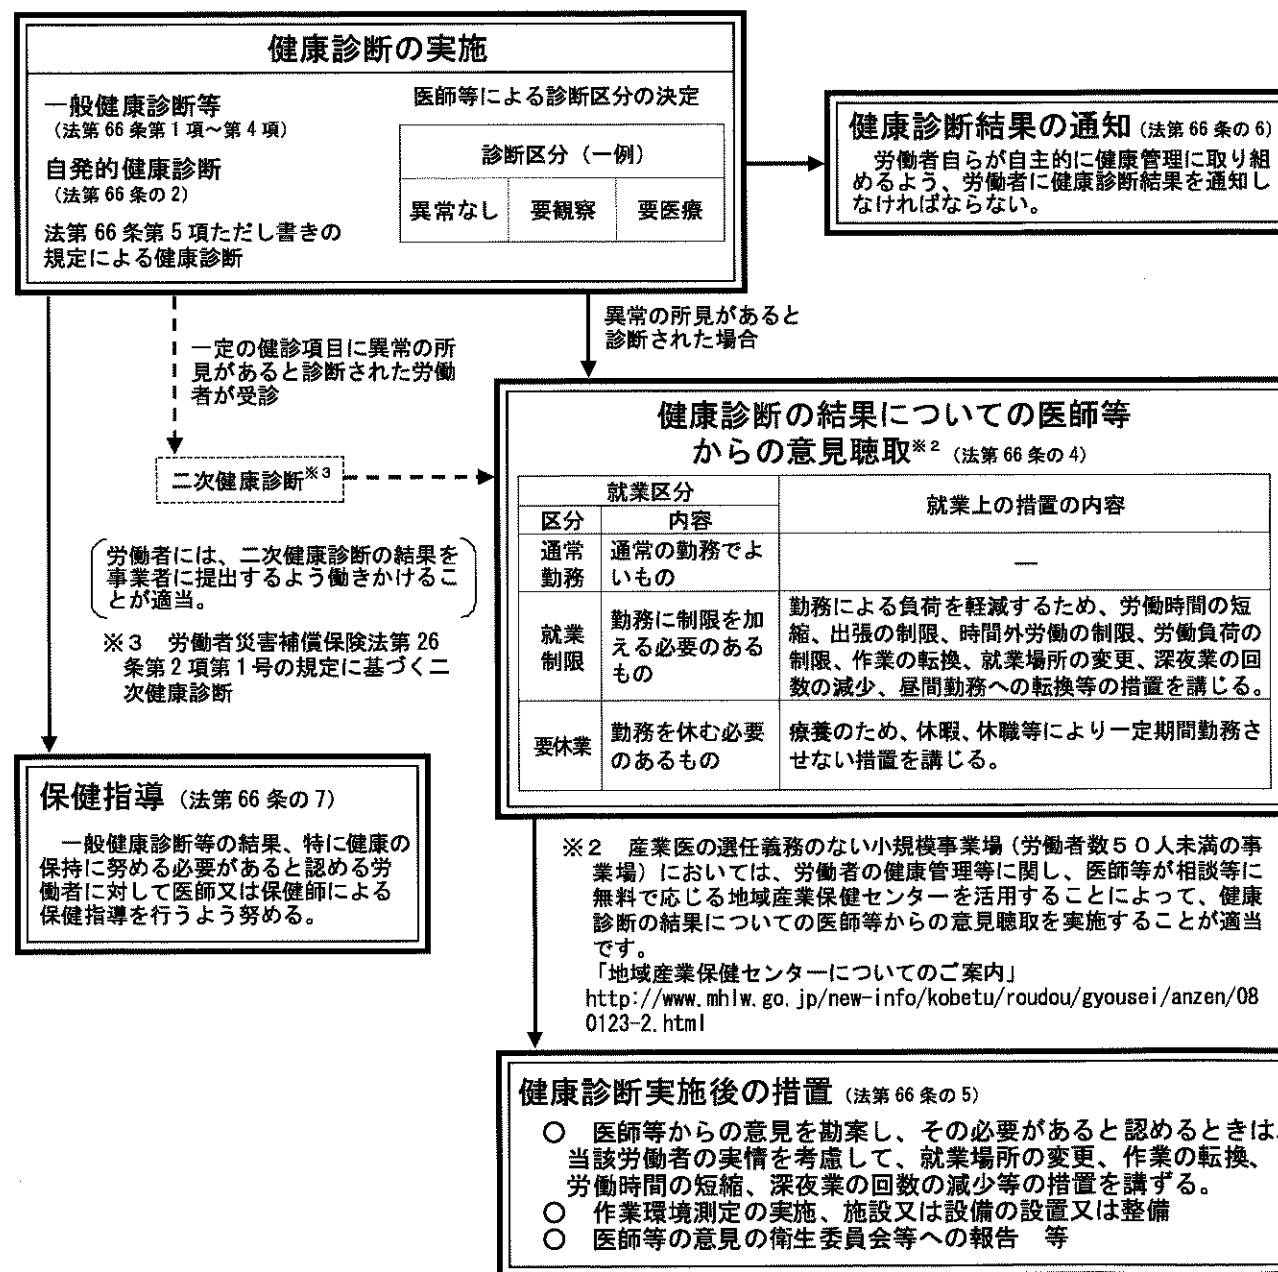 健康診断の実施
一般健康診断等
(法第66条第1項~第4項)
自発的健康診断
(法第66条の2)
法第66条第5項ただし書きの
規定による健康診断
医師等による診断区分の決定
診断区分(一例)
異常なし 要観察 要医療
健康診断結果の通知(法第66条の6)
労働者自らが自主的に健康管理に取り組
めるよう、労働者に健康診断結果を通知し
なければならない。
異常の所見があると
診断された場合
一定の健診項目に異常の所
見があると診断された労働
者が受診
二次健康診断※3
労働者には、二次健康診断の結果を
事業者に提出するよう働きかけるこ
とが適当。
※3 労働者災害補償保険法第26
条第2項第1号の規定に基づく二
次健康診断
健康診断の結果についての医師等
からの意見聴取※2(法第66条の4)
就業区分 就業上の措置の内容
区分 内容
通常
勤務
通常の勤務でよ
いもの
―
就業
制限
勤務に制限を加
える必要のある
もの
勤務による負荷を軽減するため、労働時間の短
縮、出張の制限、時間外労働の制限、労働負荷の
制限、作業の転換、就業場所の変更、深夜業の回
数の減少、昼間勤務への転換等の措置を講じる。
要休業
勤務を休む必要
のあるもの
療養のため、休暇、休職等により一定期間勤務さ
せない措置を講じる。
保健指導(法第66条の7)
一般健康診断等の結果、特に健康の
保持に努める必要があると認める労
働者に対して医師又は保健師による
保健指導を行うよう努める。
※2 産業医の選任義務のない小規模事業場(労働者数50人未満の事
業場)においては、労働者の健康管理等に関し、医師等が相談等に
無料で応じる地域産業保健センターを活用することによって、健康
診断の結果についての医師等からの意見聴取を実施することが適当
です。
「地域産業保健センターについてのご案内」
http://www.mhlw.go.jp/new-info/kobetu/roudou/gyousei/anzen/08
0123-2.html
健康診断実施後の措置(法第66条の5)
○ 医師等からの意見を勘案し、その必要があると認めるときは、
当該労働者の実情を考慮して、就業場所の変更、作業の転換、
労働時間の短縮、深夜業の回数の減少等の措置を講ずる。
○ 作業環境測定の実施、施設又は設備の設置又は整備
○ 医師等の意見の衛生委員会等への報告 等